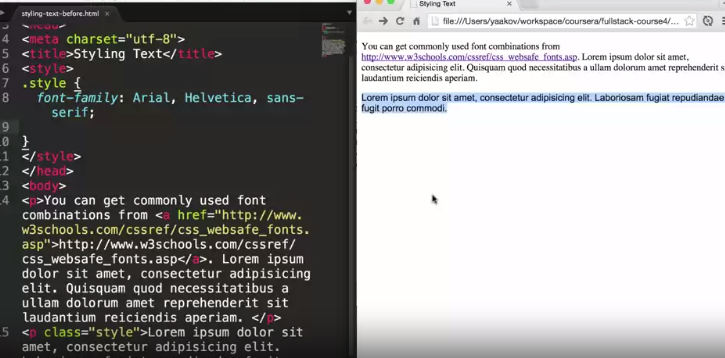 styling-text-before.html
3 <head>
4 <meta charset="utf-8">
5 <title>Styling Text</title>
6 <style>
7 .style {
8 font-family: Arial, Helvetica, sans-
serif;
9
10 }
11 </style>
12 </head>
13 <body>
14 <p>You can get commonly used font
combinations from <a href="http://www.
w3schools.com/cssref/css_websafe_fonts.
asp">http://www.w3schools.com/cssref/
css_websafe_fonts.asp</a>. Lorem ipsum
dolor sit amet, consectetur adipisicing
elit. Quisquam quod necessitatibus a
ullam dolorum amet reprehenderit sit
laudantium reiciendis aperiam. </p>
15 <p class="style">Lorem ipsum dolor sit
amet, consectetur adipisicing elit.
Styling Text
file:///Users/yaakov/workspace/coursera/fullstack-course4/...
You can get commonly used font combinations from
http://www.w3schools.com/cssref/css_websafe_fonts.asp. Lorem ipsum dolor sit amet,
consectetur adipisicing elit. Quisquam quod necessitatibus a ullam dolorum amet reprehenderit s
laudantium reiciendis aperiam.
Lorem ipsum dolor sit amet, consectetur adipisicing elit. Laboriosam fugiat repudiandae
fugit porro commodi.